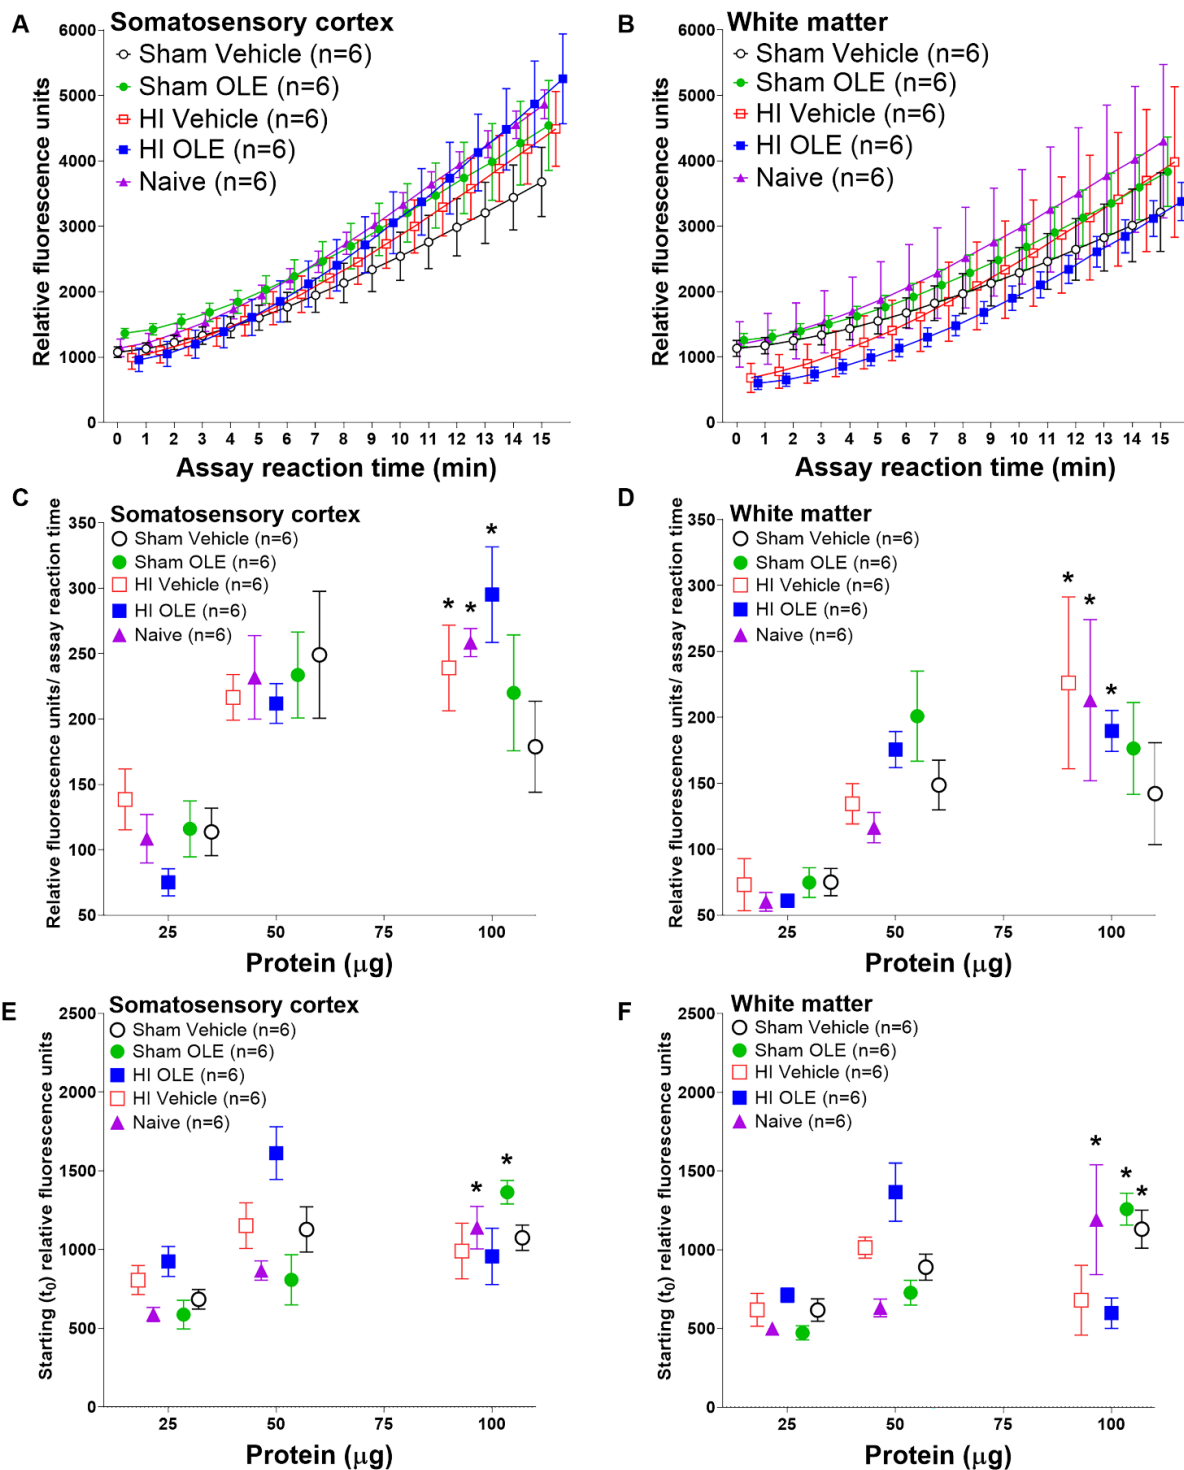 A
Somatosensory cortex
Sham Vehicle (n=6)
Sham OLE (n=6)
HI Vehicle (n=6)
HI OLE (n=6)
Naive (n=6)
Relative fluorescence units
6000
5000
4000
3000
2000
1000
0
0 1 2 3 4 5 6 7 8 9 10 11 12 13 14 15
Assay reaction time (min)
B
White matter
Sham Vehicle (n=6)
Sham OLE (n=6)
HI Vehicle (n=6)
HI OLE (n=6)
Naive (n=6)
Relative fluorescence units
6000
5000
4000
3000
2000
1000
0
0 1 2 3 4 5 6 7 8 9 10 11 12 13 14 15
Assay reaction time (min)
C
Somatosensory cortex
Sham Vehicle (n=6)
Sham OLE (n=6)
HI Vehicle (n=6)
HI OLE (n=6)
Naive (n=6)
Relative fluorescence units/ assay reaction time
350
300
250
200
150
100
50
* * *
25 50 75 100
Protein (μg)
D
White matter
Sham Vehicle (n=6)
Sham OLE (n=6)
HI Vehicle (n=6)
HI OLE (n=6)
Naive (n=6)
Relative fluorescence units/ assay reaction time
350
300
250
200
150
100
50
* * *
25 50 75 100
Protein (μg)
E
Somatosensory cortex
Sham Vehicle (n=6)
Sham OLE (n=6)
HI OLE (n=6)
HI Vehicle (n=6)
Naive (n=6)
Starting (t₀) relative fluorescence units
2500
2000
1500
1000
500
0
* *
25 50 75 100
Protein (μg)
F
White matter
Sham Vehicle (n=6)
Sham OLE (n=6)
HI Vehicle (n=6)
HI OLE (n=6)
Naive (n=6)
Starting (t₀) relative fluorescence units
2500
2000
1500
1000
500
0
* * *
25 50 75 100
Protein (μg)